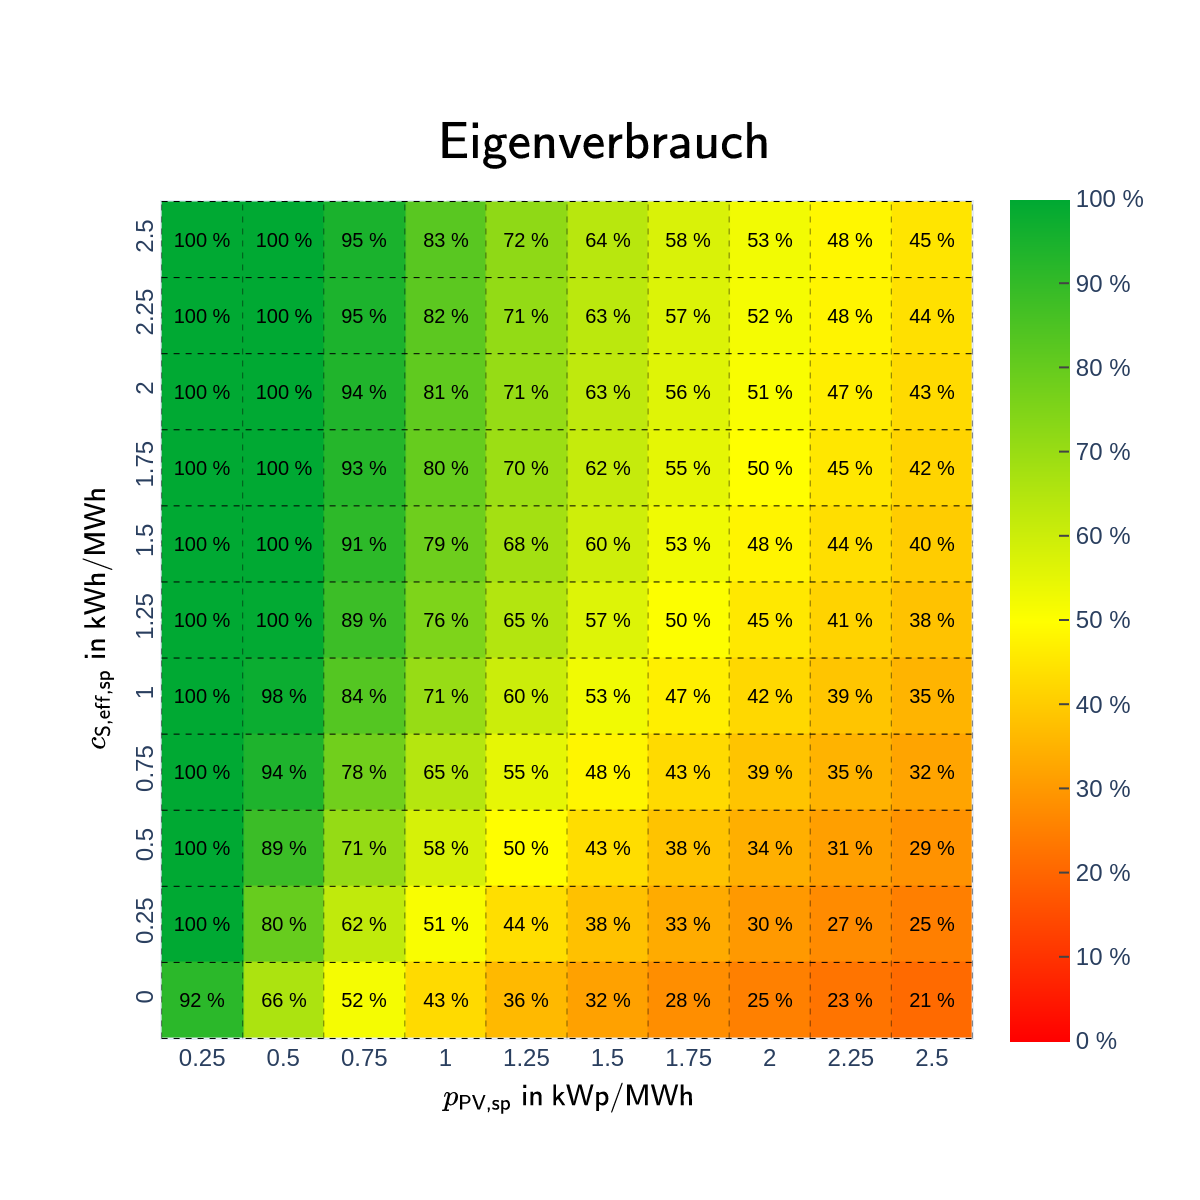 Eigenverbrauch
2.5 100 % 100 % 95 % 83 % 72 % 64 % 58 % 53 % 48 % 45 %
2.25 100 % 100 % 95 % 82 % 71 % 63 % 57 % 52 % 48 % 44 %
2 100 % 100 % 94 % 81 % 71 % 63 % 56 % 51 % 47 % 43 %
1.75 100 % 100 % 93 % 80 % 70 % 62 % 55 % 50 % 45 % 42 %
1.5 100 % 100 % 91 % 79 % 68 % 60 % 53 % 48 % 44 % 40 %
1.25 100 % 100 % 89 % 76 % 65 % 57 % 50 % 45 % 41 % 38 %
1 100 % 98 % 84 % 71 % 60 % 53 % 47 % 42 % 39 % 35 %
0.75 100 % 94 % 78 % 65 % 55 % 48 % 43 % 39 % 35 % 32 %
0.5 100 % 89 % 71 % 58 % 50 % 43 % 38 % 34 % 31 % 29 %
0.25 100 % 80 % 62 % 51 % 44 % 38 % 33 % 30 % 27 % 25 %
0 92 % 66 % 52 % 43 % 36 % 32 % 28 % 25 % 23 % 21 %
0.25 0.5 0.75 1 1.25 1.5 1.75 2 2.25 2.5
p PV,sp in kWp/MWh
c S,eff,sp in kWh/MWh
100 %
90 %
80 %
70 %
60 %
50 %
40 %
30 %
20 %
10 %
0 %